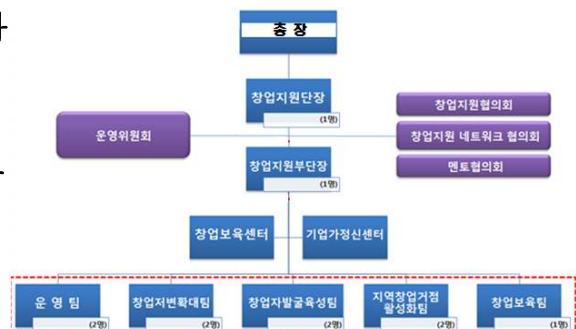 총 장
창업지원단장
(1명)
창업지원협의회
운영위원회
창업지원 네트워크 협의회
멘토협의회
창업지원부단장
(1명)
창업보육센터
기업가정신센터
운 영 팀
(2명)
창업저변확대팀
(2명)
창업자발굴육성팀
(2명)
지역창업거점
활성화팀
(2명)
창업보육팀
(1명)